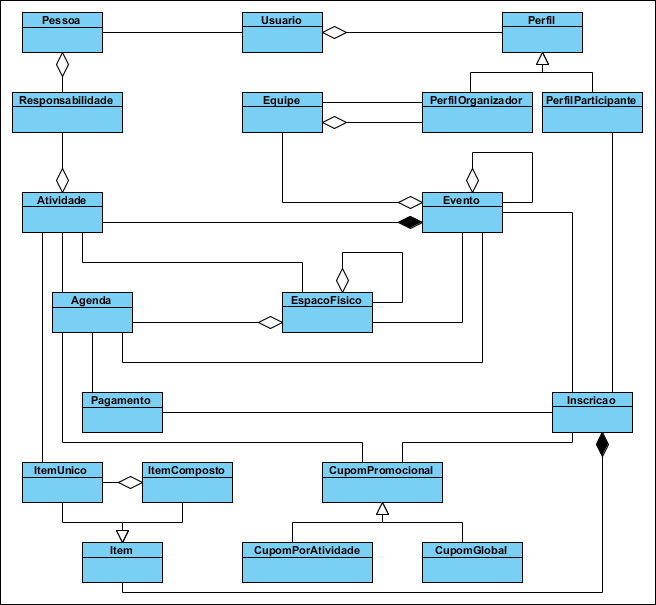 Pessoa
Usuario
Perfil
Responsabilidade
Equipe
PerfilOrganizador
PerfilParticipante
Atividade
Evento
Agenda
EspacoFisico
Pagamento
Inscricao
ItemUnico
ItemComposto
CupomPromocional
Item
CupomPorAtividade
CupomGlobal